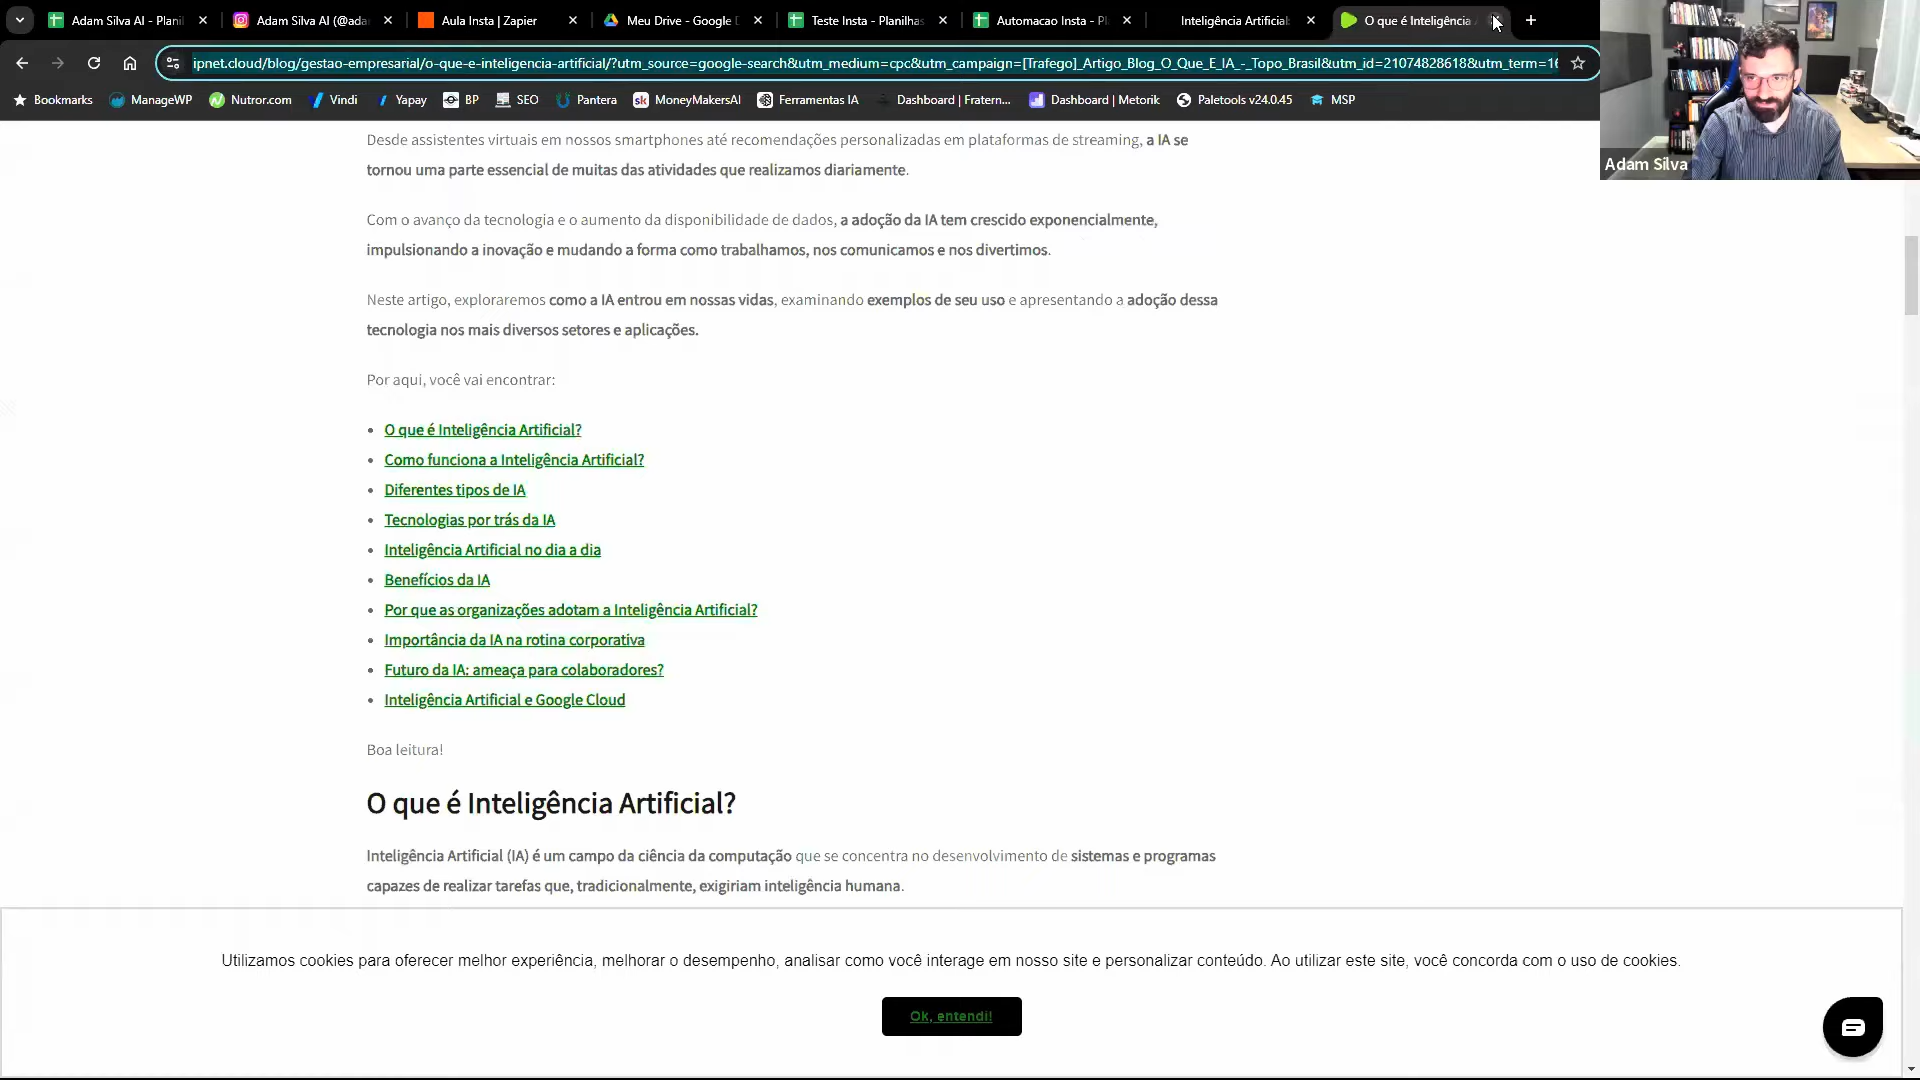 Adam Silva AI - Planil
Adam Silva AI (@ada
Aula Insta | Zapier
Meu Drive - Google D
Teste Insta - Planilhas
Automacao Insta - Pl
Inteligência Artificial:
O que é Inteligência
ipnet.cloud/blog/gestao-empresarial/o-que-e-inteligencia-artificial/?utm_source=google-search&utm_medium=cpc&utm_campaign=[Trafego]_Artigo_Blog_O_Que_E_IA_-_Topo_Brasil&utm_id=21074828618&utm_term=16
Bookmarks ManageWP Nutror.com Vindi Yapay BP SEO Pantera MoneyMakersAI Ferramentas IA Dashboard | Fratern... Dashboard | Metorik Paletools v24.0.45 MSP
Adam Silva
Desde assistentes virtuais em nossos smartphones até recomendações personalizadas em plataformas de streaming, a IA se
tornou uma parte essencial de muitas das atividades que realizamos diariamente.
Com o avanço da tecnologia e o aumento da disponibilidade de dados, a adoção da IA tem crescido exponencialmente,
impulsionando a inovação e mudando a forma como trabalhamos, nos comunicamos e nos divertimos.
Neste artigo, exploraremos como a IA entrou em nossas vidas, examinando exemplos de seu uso e apresentando a adoção dessa
tecnologia nos mais diversos setores e aplicações.
Por aqui, você vai encontrar:
• O que é Inteligência Artificial?
• Como funciona a Inteligência Artificial?
• Diferentes tipos de IA
• Tecnologias por trás da IA
• Inteligência Artificial no dia a dia
• Benefícios da IA
• Por que as organizações adotam a Inteligência Artificial?
• Importância da IA na rotina corporativa
• Futuro da IA: ameaça para colaboradores?
• Inteligência Artificial e Google Cloud
Boa leitura!
O que é Inteligência Artificial?
Inteligência Artificial (IA) é um campo da ciência da computação que se concentra no desenvolvimento de sistemas e programas
capazes de realizar tarefas que, tradicionalmente, exigiriam inteligência humana.
Utilizamos cookies para oferecer melhor experiência, melhorar o desempenho, analisar como você interage em nosso site e personalizar conteúdo. Ao utilizar este site, você concorda com o uso de cookies.
Ok, entendi!